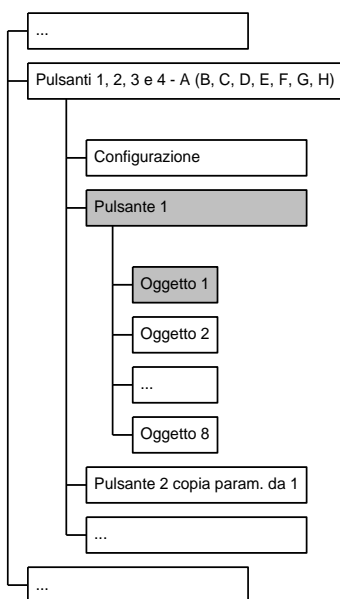 ...
Pulsanti 1, 2, 3 e 4 - A (B, C, D, E, F, G, H)
Configurazione
Pulsante 1
Oggetto 1
Oggetto 2
...
Oggetto 8
Pulsante 2 copia param. da 1
...
...